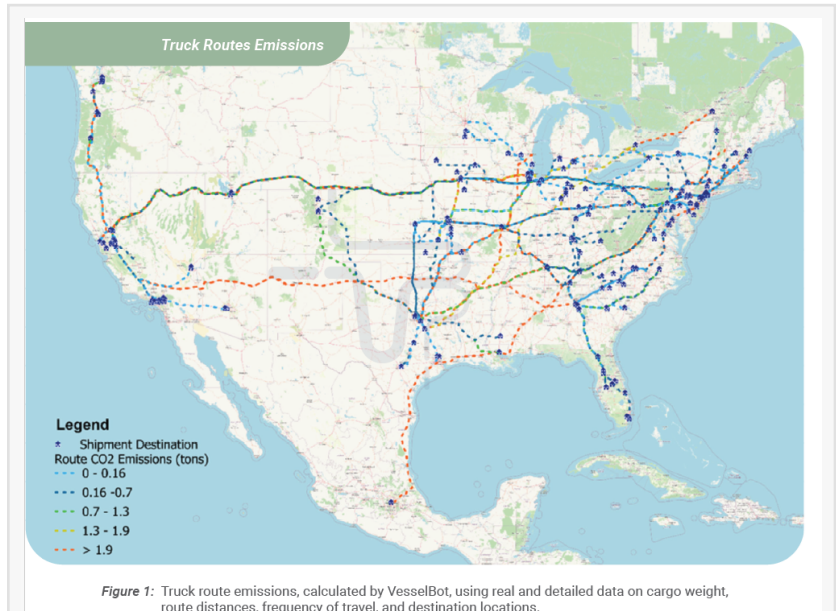 Truck Routes Emissions
Legend
Shipment Destination
Route CO2 Emissions (tons)
0 - 0.16
0.16 -0.7
0.7 - 1.3
1.3 - 1.9
> 1.9
Figure 1: Truck route emissions, calculated by VesselBot, using real and detailed data on cargo weight,
route distances, frequency of travel, and destination locations.